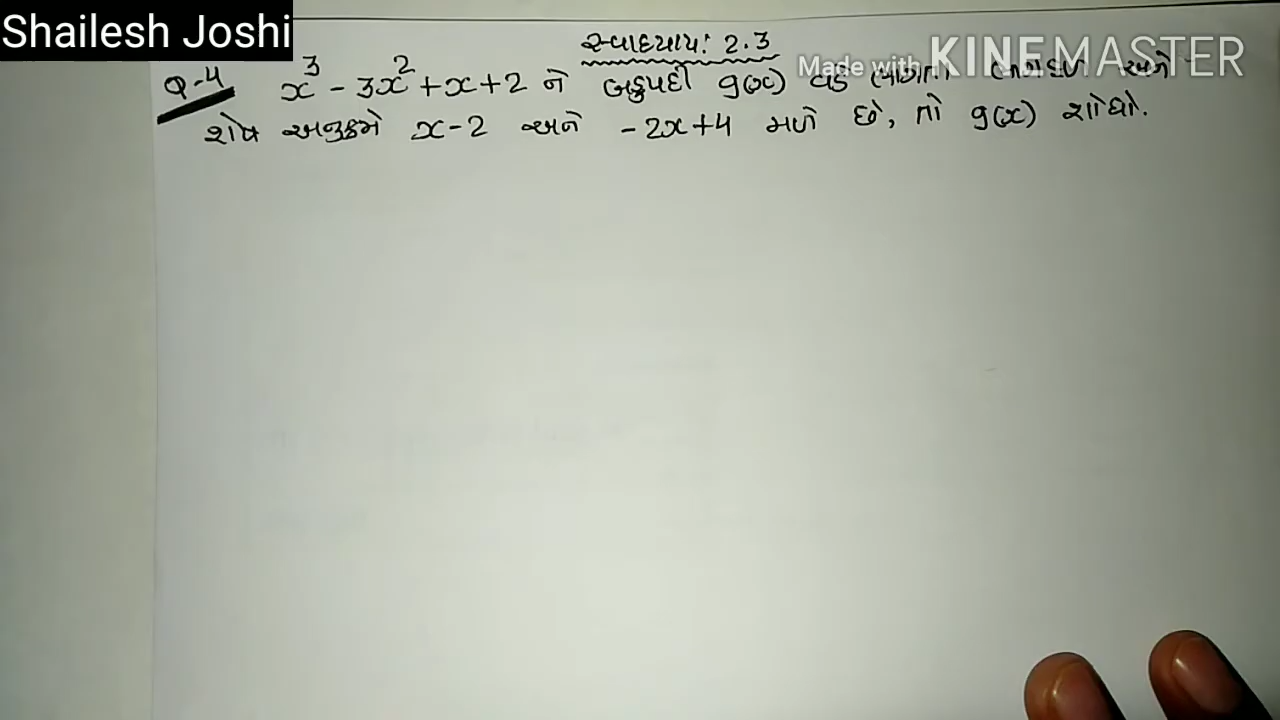 Shailesh Joshi
સ્વાધ્યાય: 2.3
Made with KINEMASTER
Q-4 x³ - 3x² + x + 2 ને બહુપદી g(x) વડે ભાગતાં અને
શેષ અનુક્રમે x-2 અને -2x+4 મળે છે, તો g(x) શોધો.